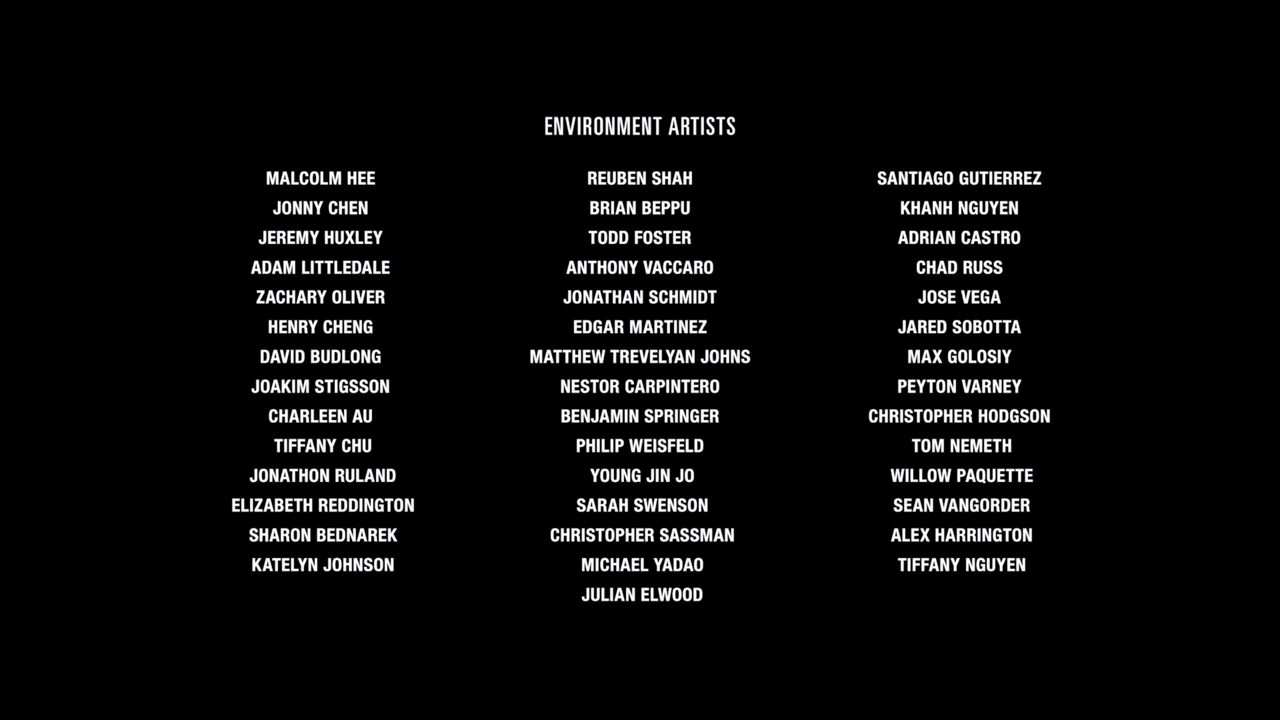 ENVIRONMENT ARTISTS
MALCOLM HEE
JONNY CHEN
JEREMY HUXLEY
ADAM LITTLEDALE
ZACHARY OLIVER
HENRY CHENG
DAVID BUDLONG
JOAKIM STIGSSON
CHARLEEN AU
TIFFANY CHU
JONATHON RULAND
ELIZABETH REDDINGTON
SHARON BEDNAREK
KATELYN JOHNSON
REUBEN SHAH
BRIAN BEPPU
TODD FOSTER
ANTHONY VACCARO
JONATHAN SCHMIDT
EDGAR MARTINEZ
MATTHEW TREVELYAN JOHNS
NESTOR CARPINTERO
BENJAMIN SPRINGER
PHILIP WEISFELD
YOUNG JIN JO
SARAH SWENSON
CHRISTOPHER SASSMAN
MICHAEL YADAO
JULIAN ELWOOD
SANTIAGO GUTIERREZ
KHANH NGUYEN
ADRIAN CASTRO
CHAD RUSS
JOSE VEGA
JARED SOBOTTA
MAX GOLOSIY
PEYTON VARNEY
CHRISTOPHER HODGSON
TOM NEMETH
WILLOW PAQUETTE
SEAN VANGORDER
ALEX HARRINGTON
TIFFANY NGUYEN